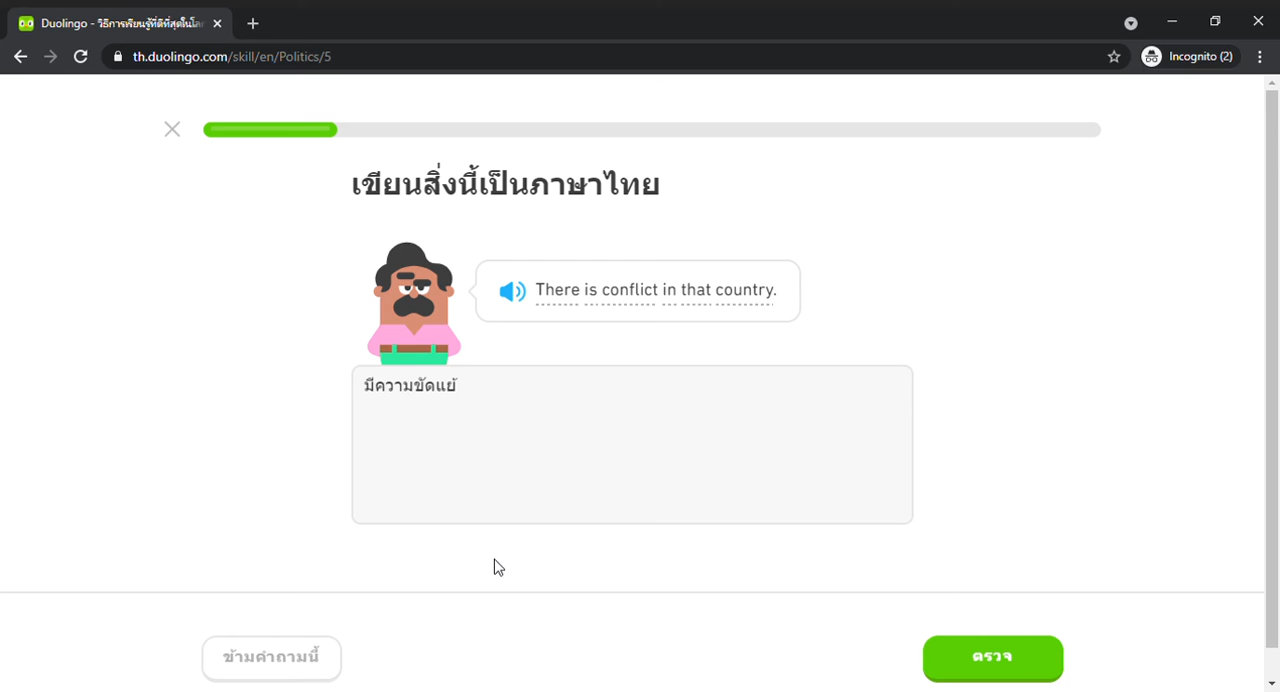 Duolingo - วิธีการเรียนรู้ที่ดีที่สุดในโล
th.duolingo.com/skill/en/Politics/5
Incognito (2)
เขียนสิ่งนี้เป็นภาษาไทย
There is conflict in that country.
มีความขัดแย้
ข้ามคำถามนี้
ตรวจ